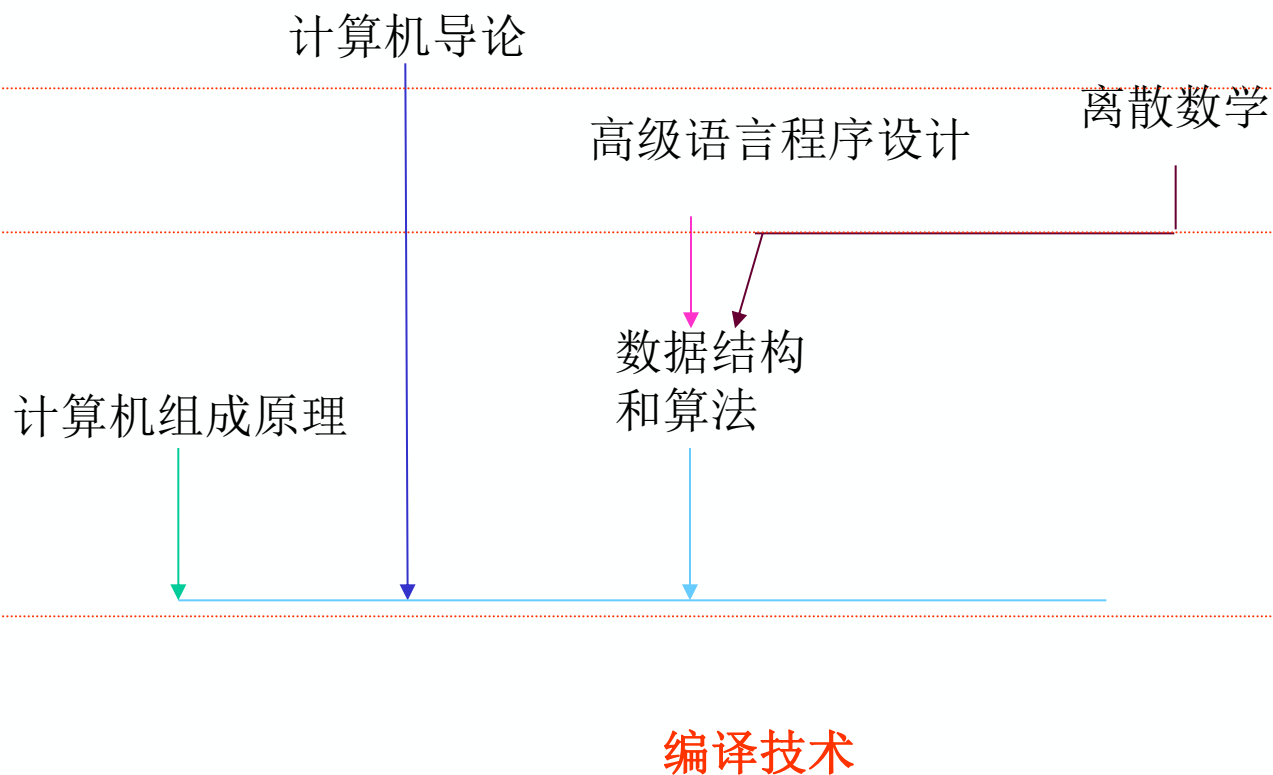 计算机导论
离散数学
高级语言程序设计
数据结构
和算法
计算机组成原理
编译技术